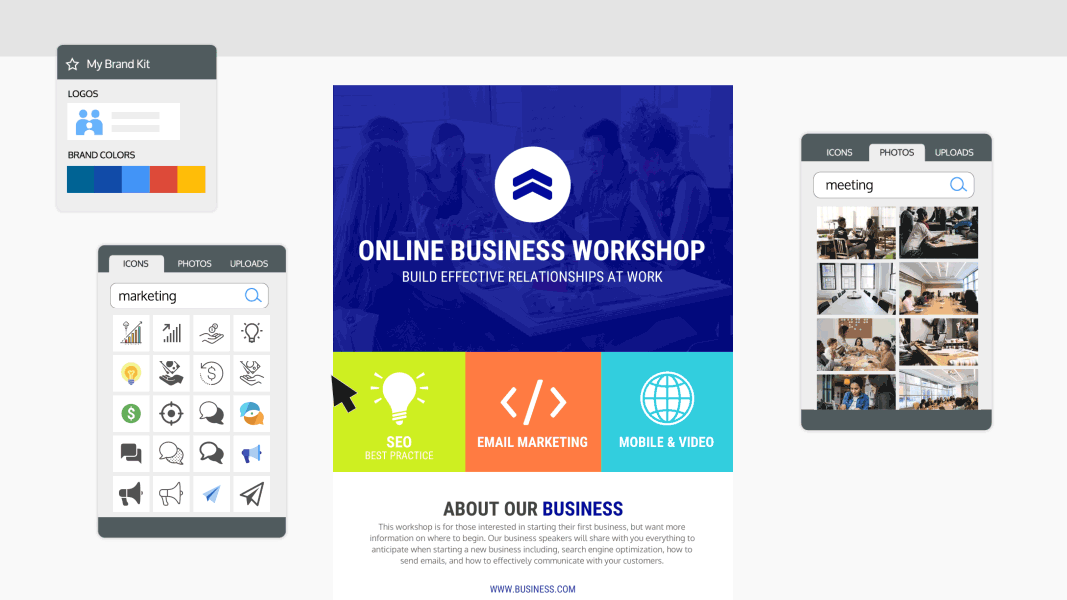 My Brand Kit
LOGOS
BRAND COLORS
ICONS PHOTOS UPLOADS
marketing
ONLINE BUSINESS WORKSHOP
BUILD EFFECTIVE RELATIONSHIPS AT WORK
SEO
BEST PRACTICE
EMAIL MARKETING
MOBILE & VIDEO
ABOUT OUR BUSINESS
This workshop is for those interested in starting their first business, but want more
information on where to begin. Our business speakers will share with you everything to
anticipate when starting a new business including, search engine optimization, how to
send emails, and how to effectively communicate with your customers.
WWW.BUSINESS.COM
ICONS PHOTOS UPLOADS
meeting